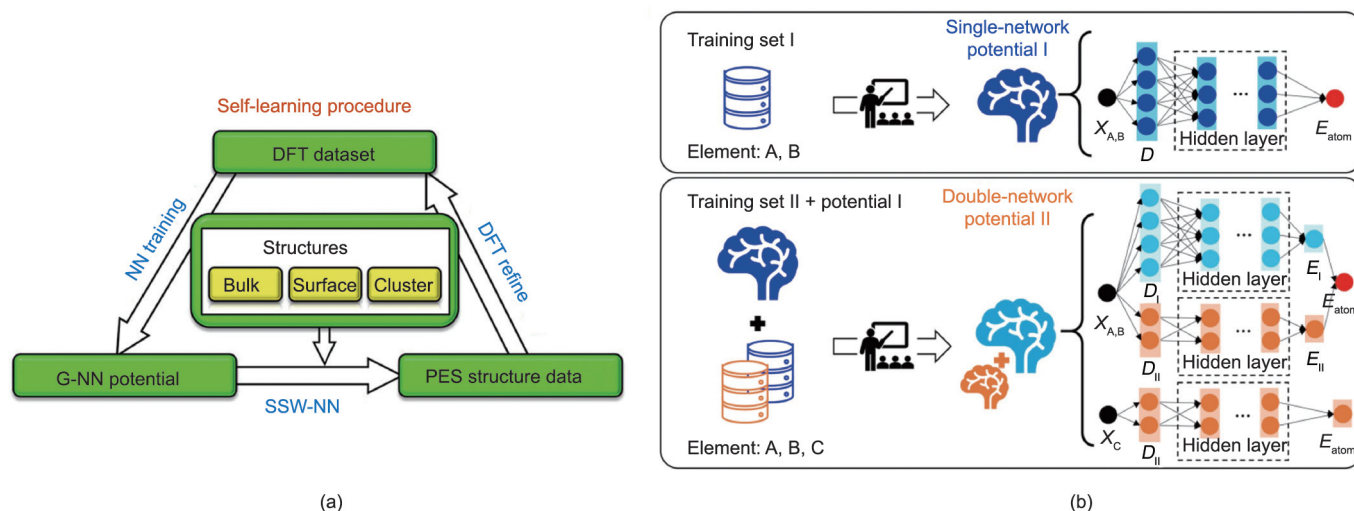 Self-learning procedure
DFT dataset
NN training
DFT refine
Structures
Bulk
Surface
Cluster
G-NN potential
PES structure data
SSW-NN
(a)
Training set I
Element: A, B
Single-network
potential I
X_A,B
D
Hidden layer
...
E_atom
Training set II + potential I
Element: A, B, C
Double-network
potential II
X_A,B
D_I
Hidden layer
...
E_I
E_atom
D_II
Hidden layer
...
E_II
X_C
D_II
Hidden layer
...
E_atom
(b)